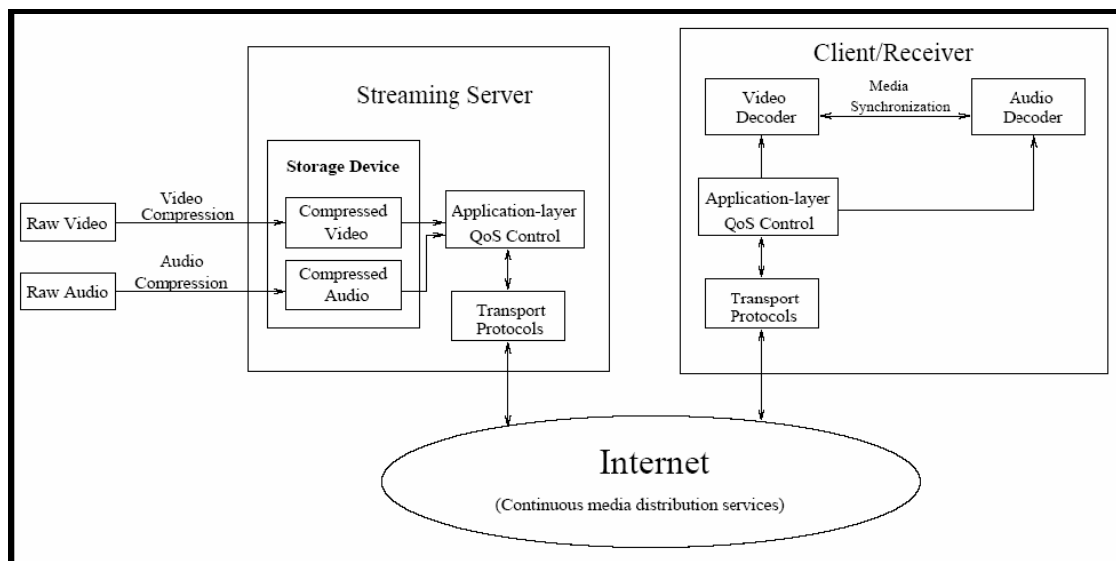 Streaming Server
Storage Device
Raw Video
Video
Compression
Compressed
Video
Application-layer
QoS Control
Raw Audio
Audio
Compression
Compressed
Audio
Transport
Protocols
Client/Receiver
Video
Decoder
Media
Synchronization
Audio
Decoder
Application-layer
QoS Control
Transport
Protocols
Internet
(Continuous media distribution services)